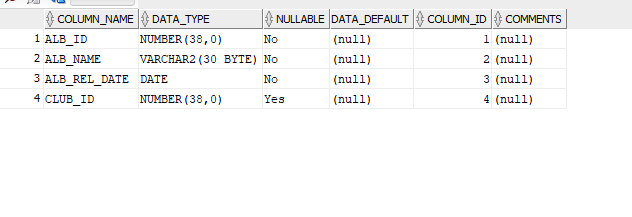 COLUMN_NAME DATA_TYPE NULLABLE DATA_DEFAULT COLUMN_ID COMMENTS
1 ALB_ID NUMBER(38,0) No (null) 1 (null)
2 ALB_NAME VARCHAR2(30 BYTE) No (null) 2 (null)
3 ALB_REL_DATE DATE No (null) 3 (null)
4 CLUB_ID NUMBER(38,0) Yes (null) 4 (null)